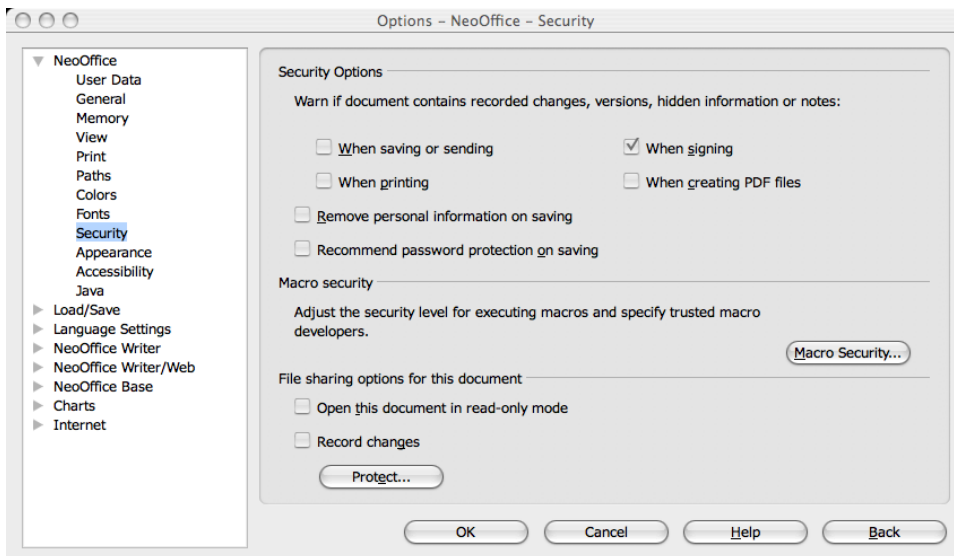 Options – NeoOffice – Security
NeoOffice
User Data
General
Memory
View
Print
Paths
Colors
Fonts
Security
Appearance
Accessibility
Java
Load/Save
Language Settings
NeoOffice Writer
NeoOffice Writer/Web
NeoOffice Base
Charts
Internet
Security Options
Warn if document contains recorded changes, versions, hidden information or notes:
When saving or sending
When signing
When printing
When creating PDF files
Remove personal information on saving
Recommend password protection on saving
Macro security
Adjust the security level for executing macros and specify trusted macro
developers.
Macro Security...
File sharing options for this document
Open this document in read-only mode
Record changes
Protect...
OK
Cancel
Help
Back